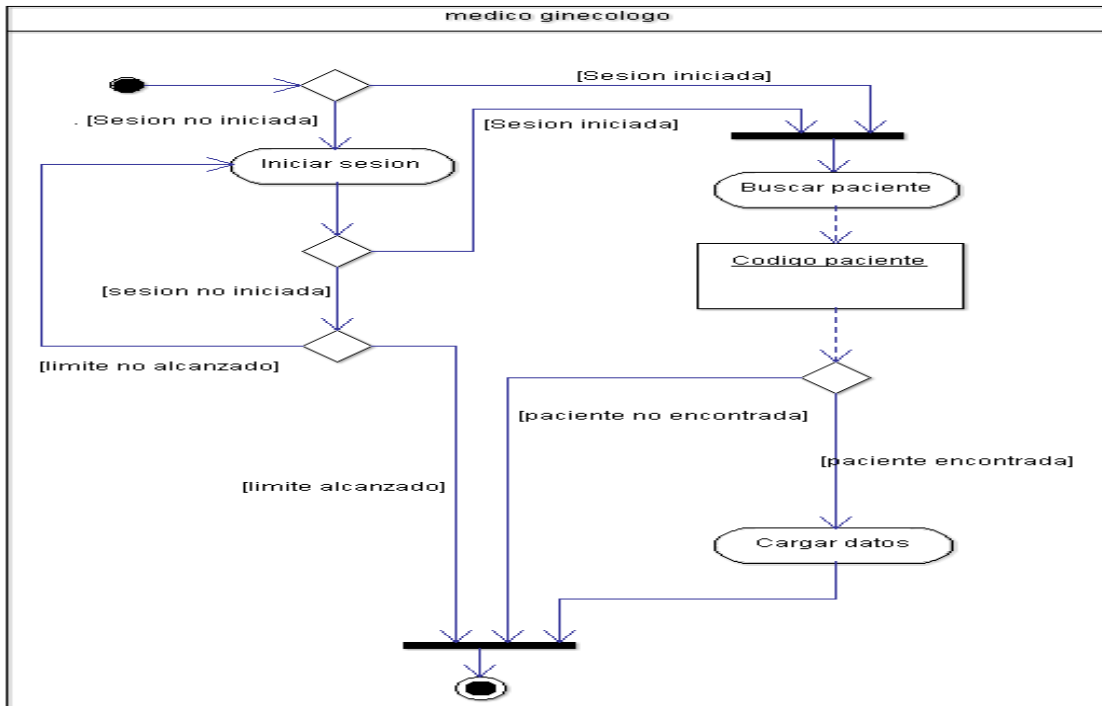 medico ginecologo
[Sesion iniciada]
. [Sesion no iniciada]
[Sesion iniciada]
Iniciar sesion
Buscar paciente
Codigo paciente
[sesion no iniciada]
[limite no alcanzado]
[paciente no encontrada]
[paciente encontrada]
[limite alcanzado]
Cargar datos